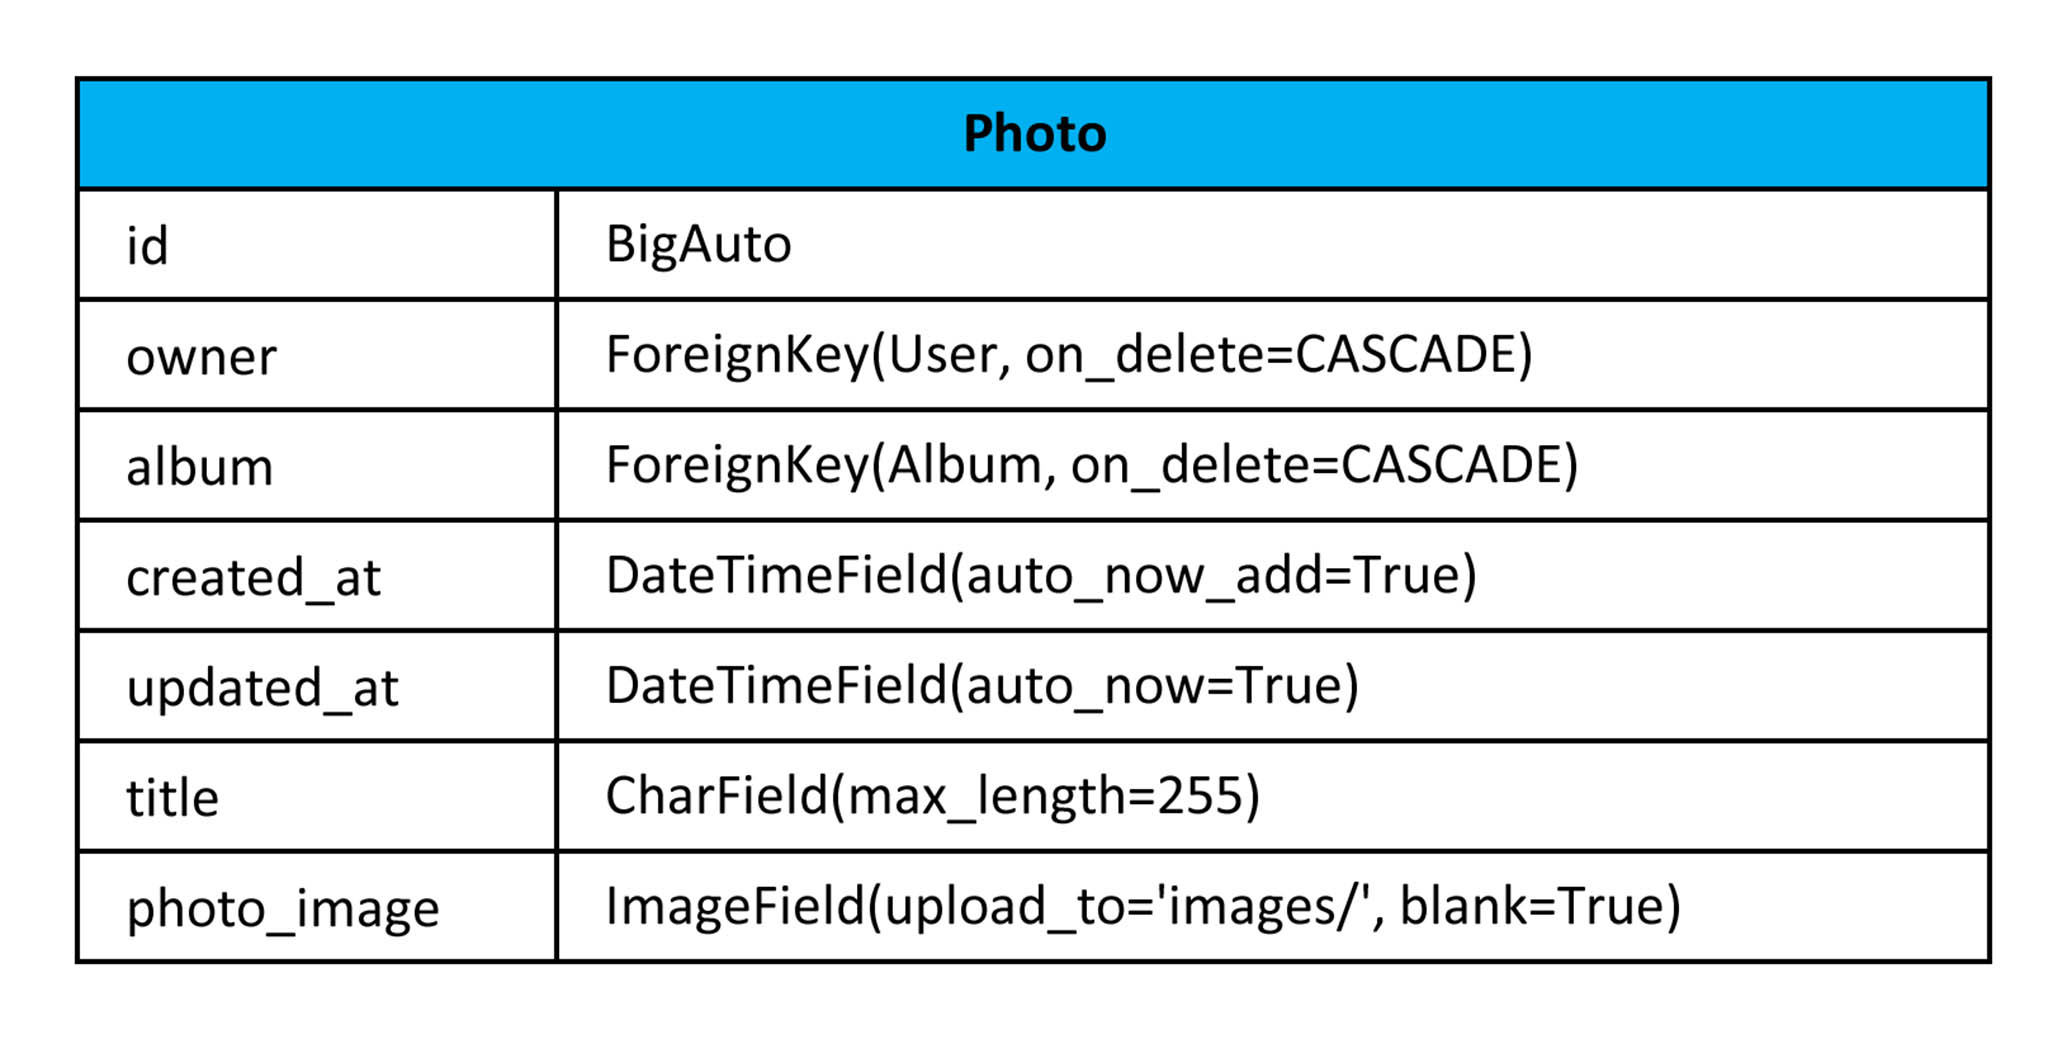 Photo
id BigAuto
owner ForeignKey(User, on_delete=CASCADE)
album ForeignKey(Album, on_delete=CASCADE)
created_at DateTimeField(auto_now_add=True)
updated_at DateTimeField(auto_now=True)
title CharField(max_length=255)
photo_image ImageField(upload_to='images/', blank=True)